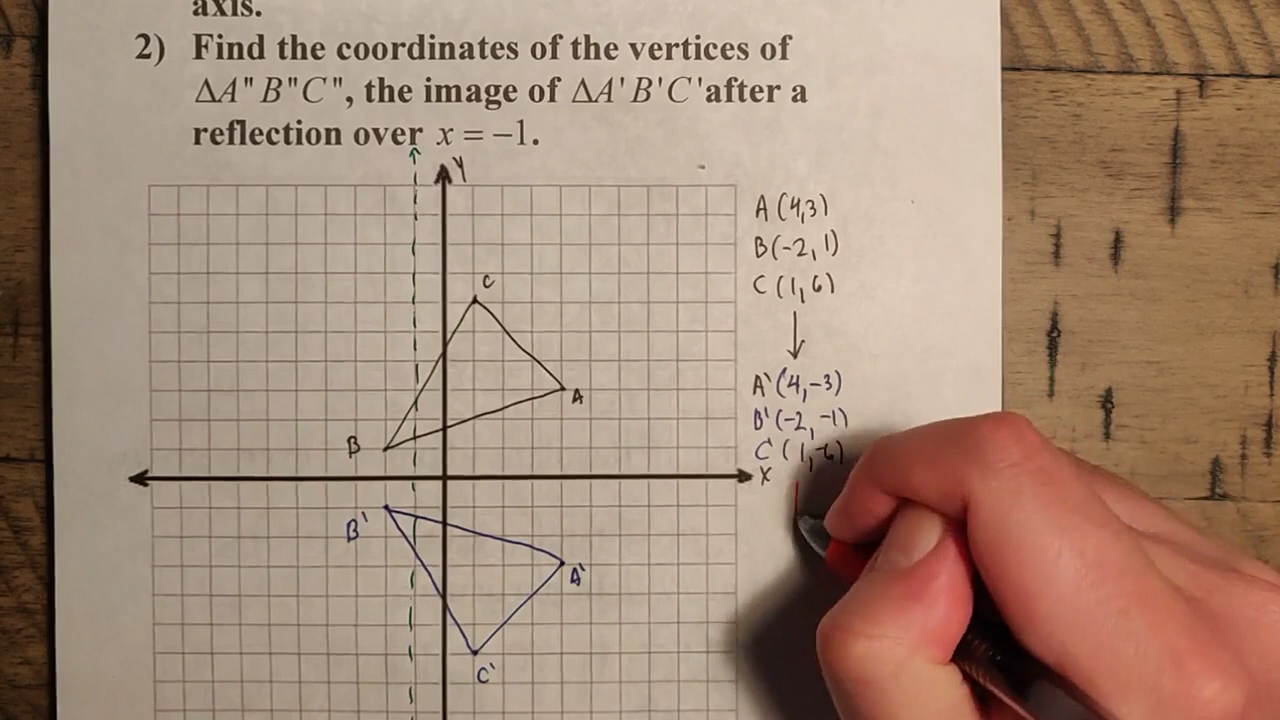 axis.
2) Find the coordinates of the vertices of
ΔA"B"C", the image of ΔA'B'C' after a
reflection over x = −1.
Y
A (4,3)
B(-2, 1)
C (1, 6)
C
A
B
A' (4, -3)
B' (-2, -1)
C' (1, -6)
X
B'
A'
C'